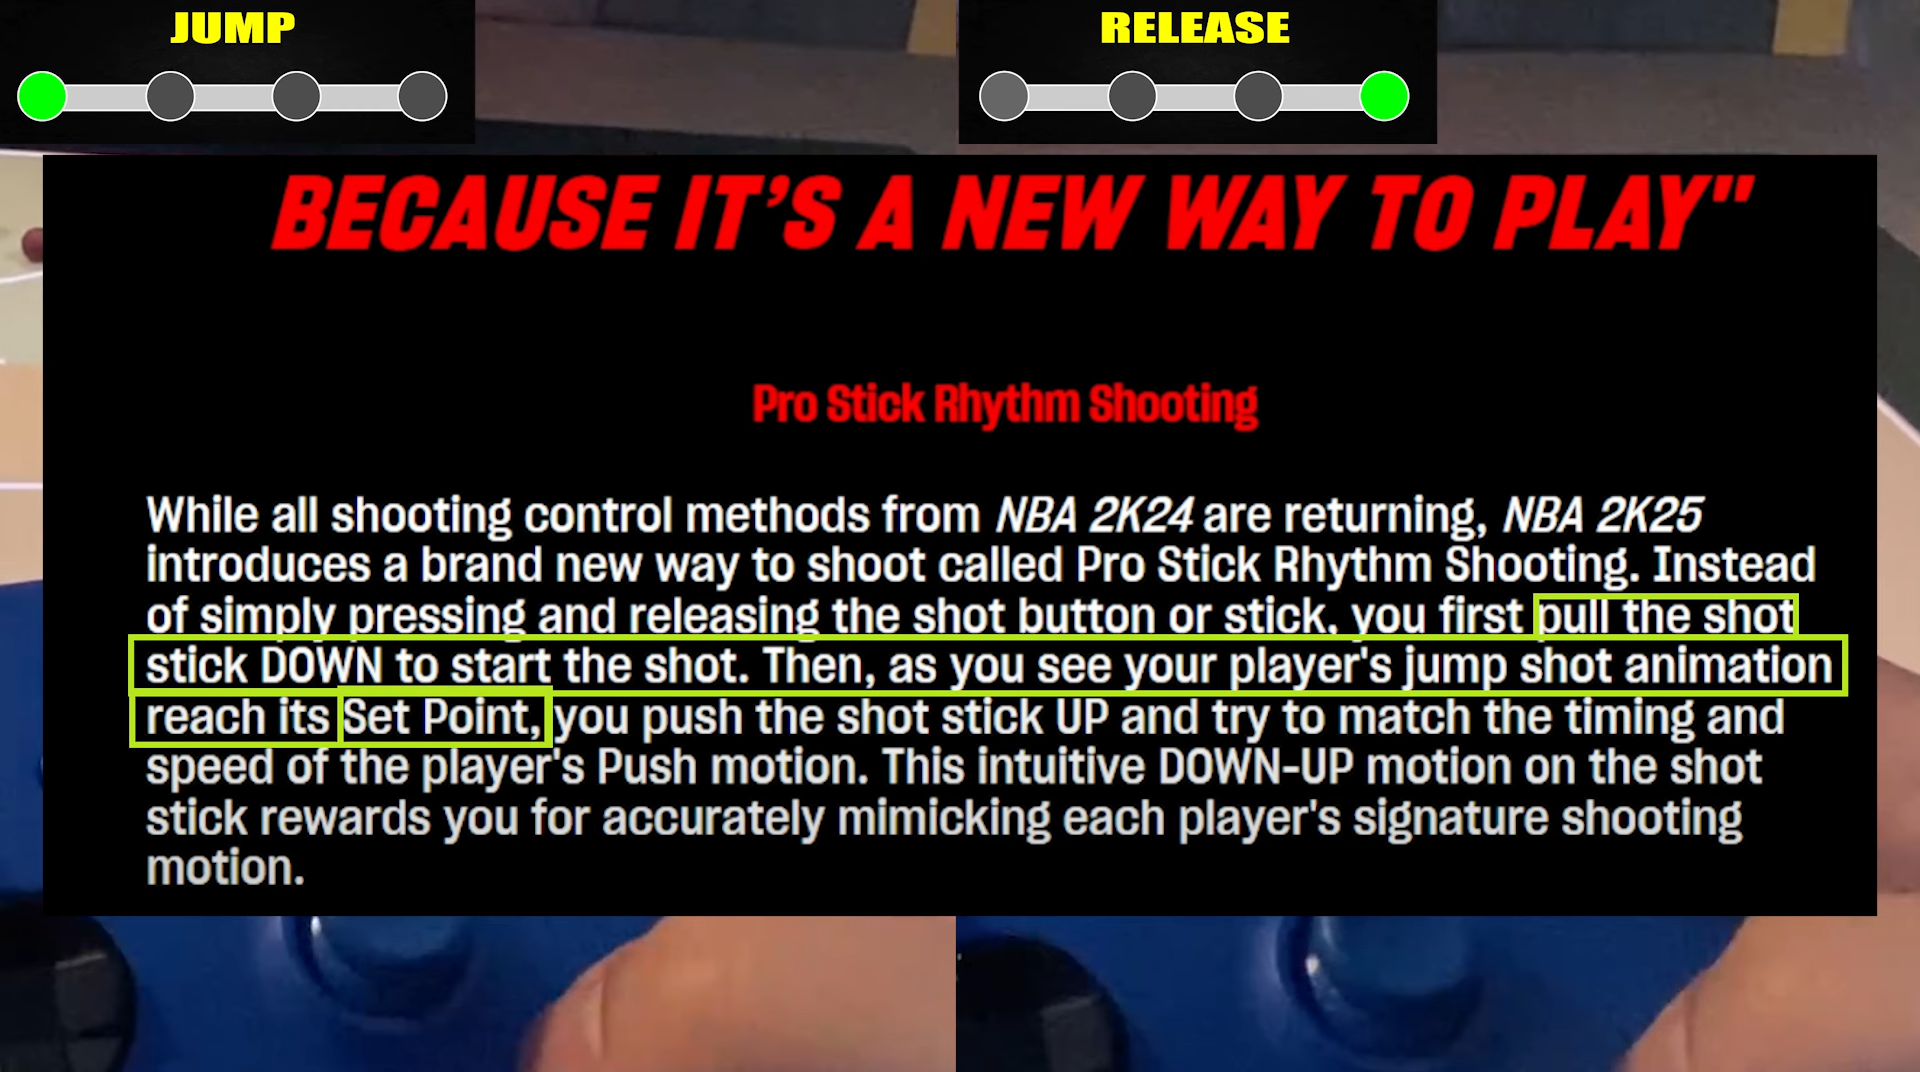 JUMP
RELEASE
BECAUSE IT'S A NEW WAY TO PLAY"
Pro Stick Rhythm Shooting
While all shooting control methods from NBA 2K24 are returning, NBA 2K25
introduces a brand new way to shoot called Pro Stick Rhythm Shooting. Instead
of simply pressing and releasing the shot button or stick, you first pull the shot
stick DOWN to start the shot. Then, as you see your player's jump shot animation
reach its Set Point, you push the shot stick UP and try to match the timing and
speed of the player's Push motion. This intuitive DOWN-UP motion on the shot
stick rewards you for accurately mimicking each player's signature shooting
motion.